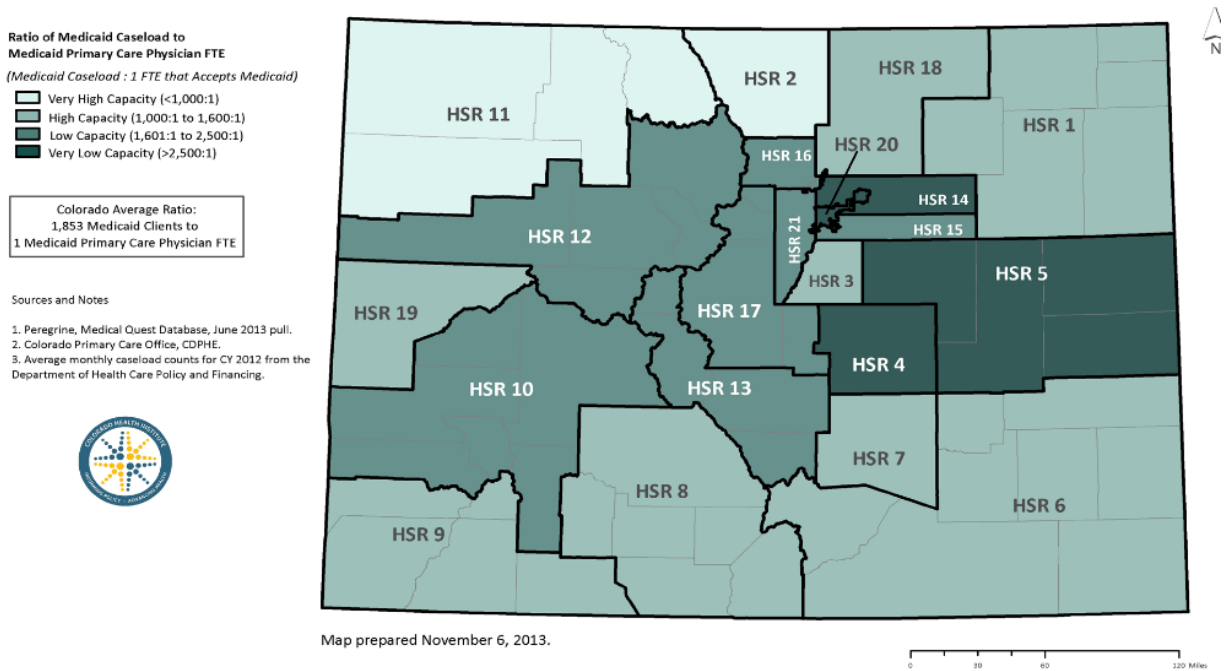 Ratio of Medicaid Caseload to
Medicaid Primary Care Physician FTE
(Medicaid Caseload : 1 FTE that Accepts Medicaid)
Very High Capacity (<1,000:1)
High Capacity (1,000:1 to 1,600:1)
Low Capacity (1,601:1 to 2,500:1)
Very Low Capacity (>2,500:1)
Colorado Average Ratio:
1,853 Medicaid Clients to
1 Medicaid Primary Care Physician FTE
Sources and Notes
1. Peregrine, Medical Quest Database, June 2013 pull.
2. Colorado Primary Care Office, CDPHE.
3. Average monthly caseload counts for CY 2012 from the
Department of Health Care Policy and Financing.
COLORADO HEALTH INSTITUTE
INFORMING POLICY • ADVANCING HEALTH
N
HSR 2
HSR 18
HSR 11
HSR 1
HSR 16
HSR 20
HSR 14
HSR 15
HSR 21
HSR 12
HSR 3
HSR 5
HSR 19
HSR 17
HSR 4
HSR 10
HSR 13
HSR 7
HSR 8
HSR 6
HSR 9
Map prepared November 6, 2013.
0 30 60 120 Miles